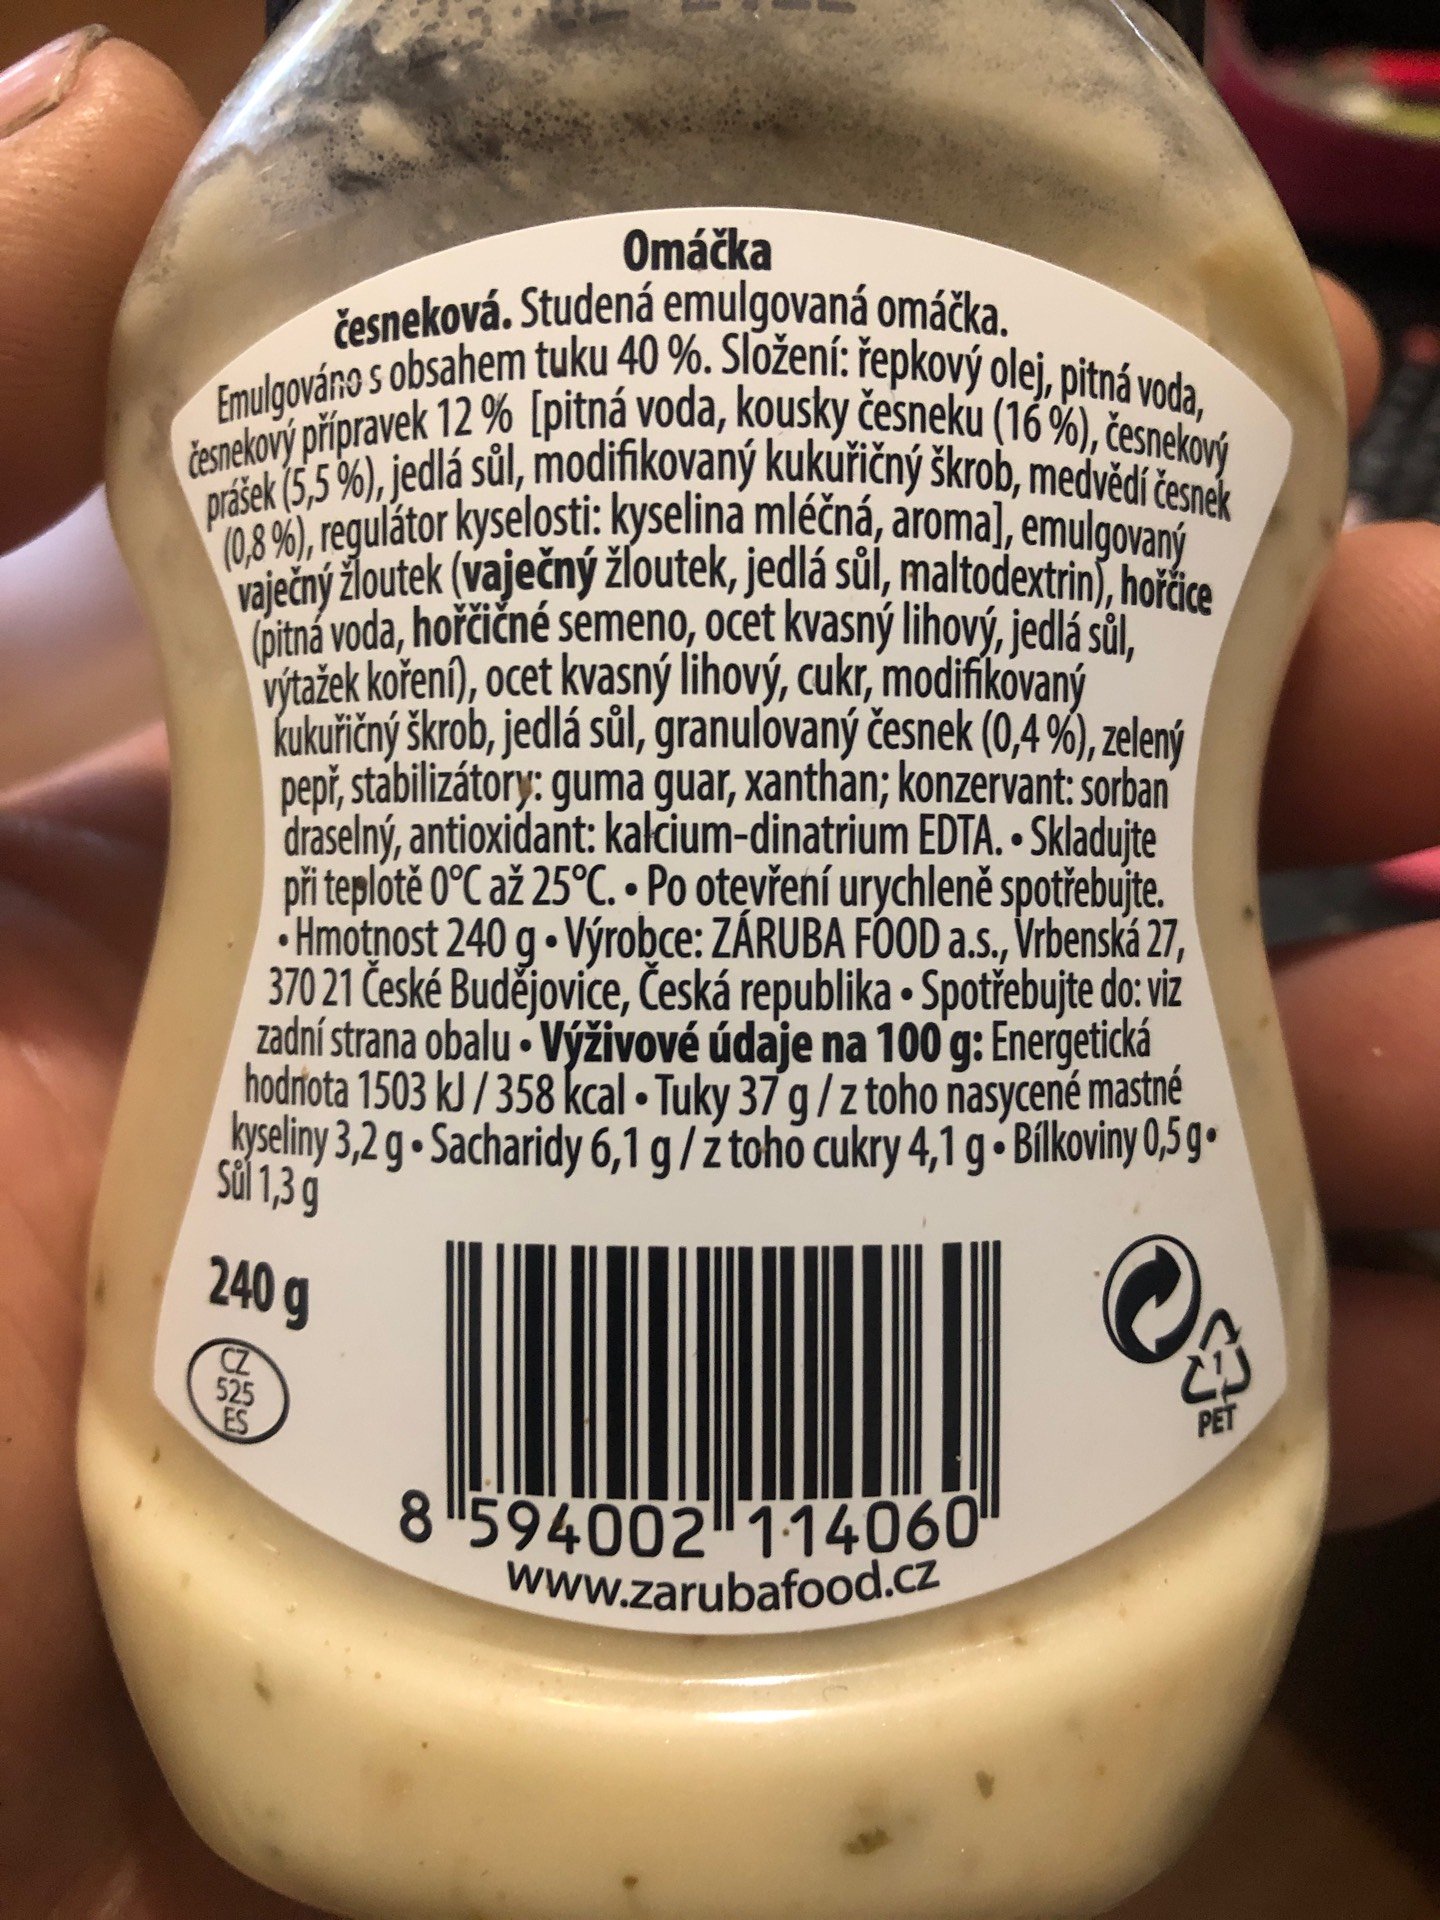 Omáčka
česneková. Studená emulgovaná omáčka.
Emulgováno s obsahem tuku 40 %. Složení: řepkový olej, pitná voda,
česnekový přípravek 12 % [pitná voda, kousky česneku (16 %), česnekový
prášek (5,5 %), jedlá sůl, modifikovaný kukuřičný škrob, medvědí česnek
(0,8 %), regulátor kyselosti: kyselina mléčná, aroma], emulgovaný
vaječný žloutek (vaječný žloutek, jedlá sůl, maltodextrin), hořčice
(pitná voda, hořčičné semeno, ocet kvasný lihový, jedlá sůl,
výtažek koření), ocet kvasný lihový, cukr, modifikovaný
kukuřičný škrob, jedlá sůl, granulovaný česnek (0,4 %), zelený
pepř, stabilizátory: guma guar, xanthan; konzervant: sorban
draselný, antioxidant: kalcium-dinatrium EDTA. • Skladujte
při teplotě 0°C až 25°C. • Po otevření urychleně spotřebujte.
• Hmotnost 240 g • Výrobce: ZÁRUBA FOOD a.s., Vrbenská 27,
370 21 České Budějovice, Česká republika • Spotřebujte do: viz
zadní strana obalu • Výživové údaje na 100 g: Energetická
hodnota 1503 kJ / 358 kcal • Tuky 37 g / z toho nasycené mastné
kyseliny 3,2 g • Sacharidy 6,1 g / z toho cukry 4,1 g • Bílkoviny 0,5 g •
Sůl 1,3 g
240 g
CZ
525
ES
1
PET
8 594002 114060
www.zarubafood.cz